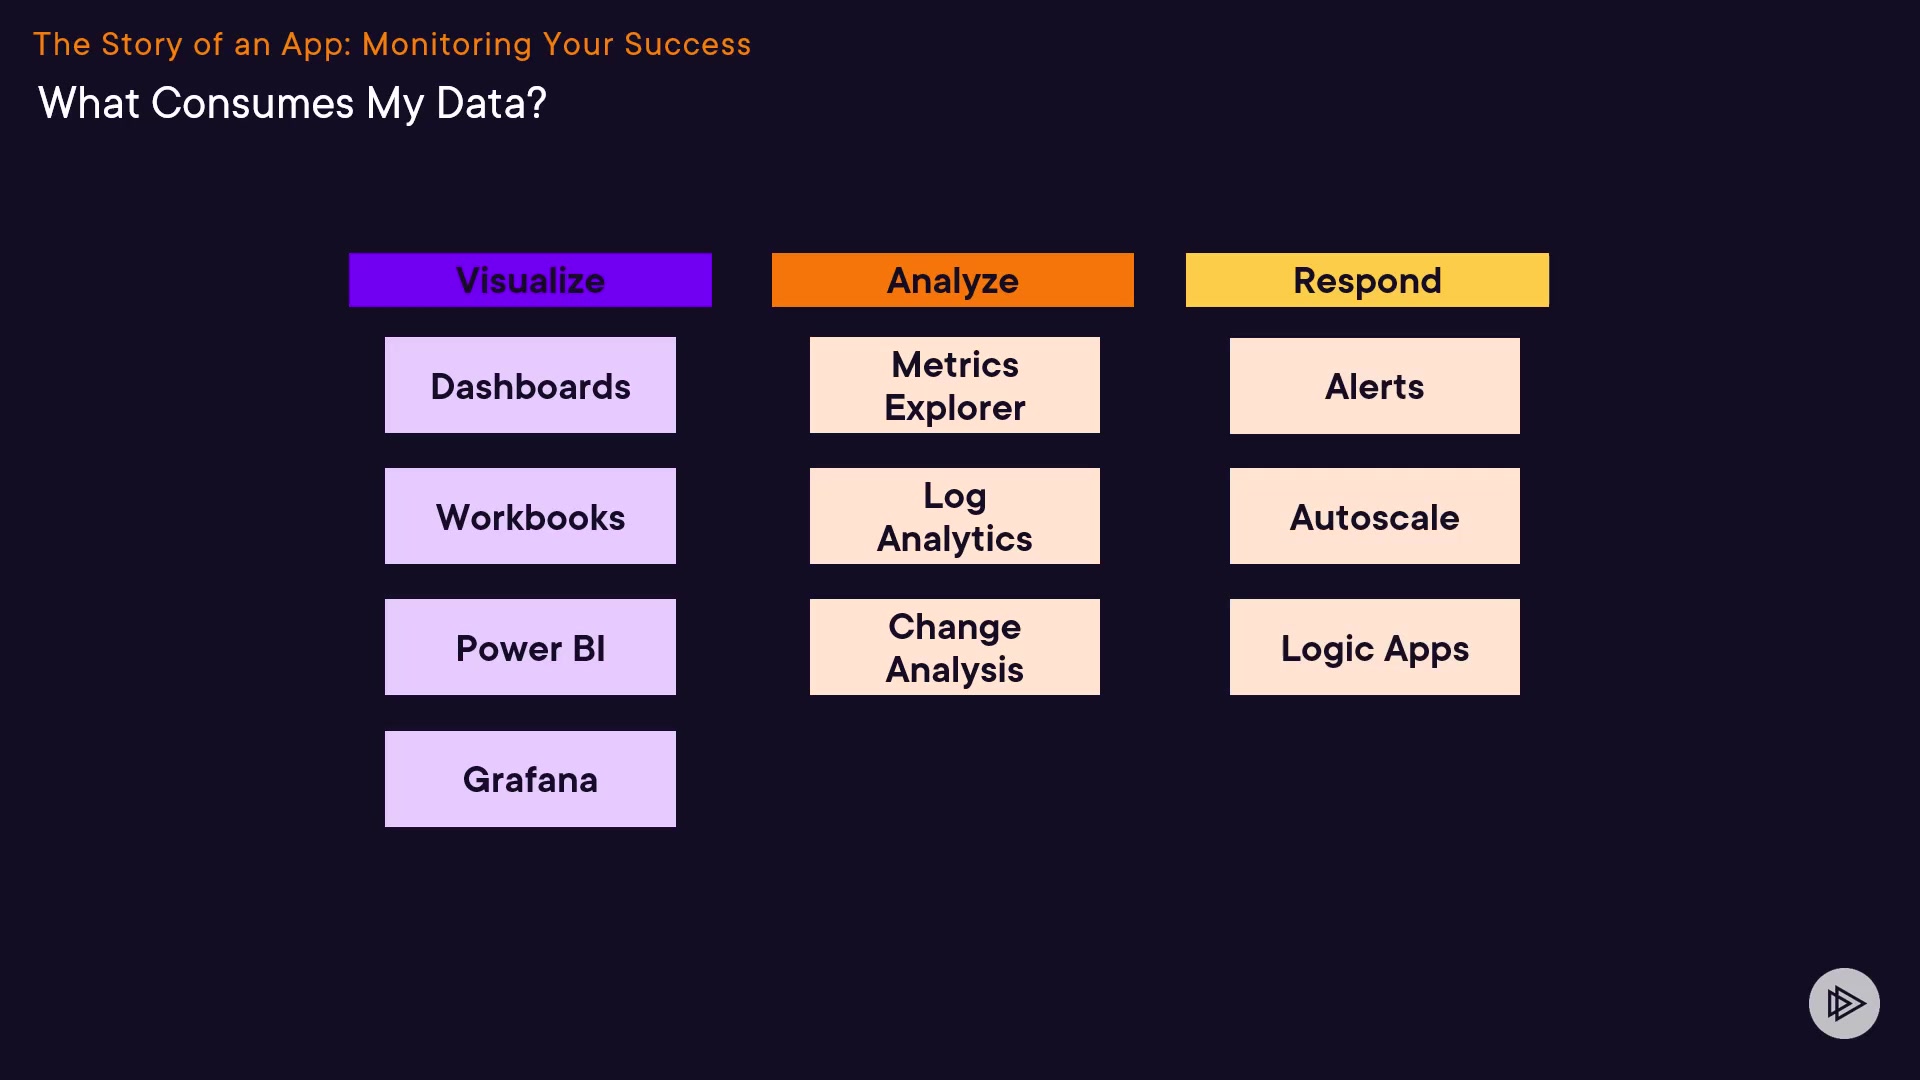 The Story of an App: Monitoring Your Success
What Consumes My Data?
Visualize
Dashboards
Workbooks
Power BI
Grafana
Analyze
Metrics
Explorer
Log
Analytics
Change
Analysis
Respond
Alerts
Autoscale
Logic Apps